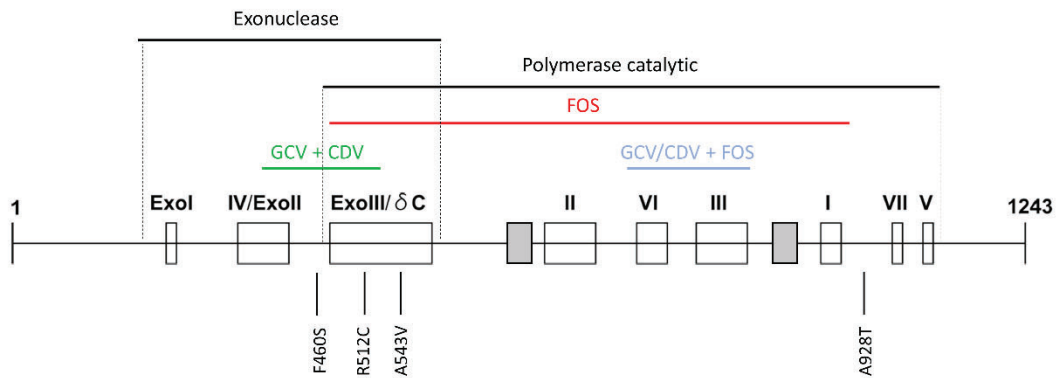 Exonuclease
Polymerase catalytic
FOS
GCV + CDV
GCV/CDV + FOS
1 ExoI IV/ExoII ExoIII/ δ C II VI III I VII V 1243
F460S
R512C
A543V
A928T